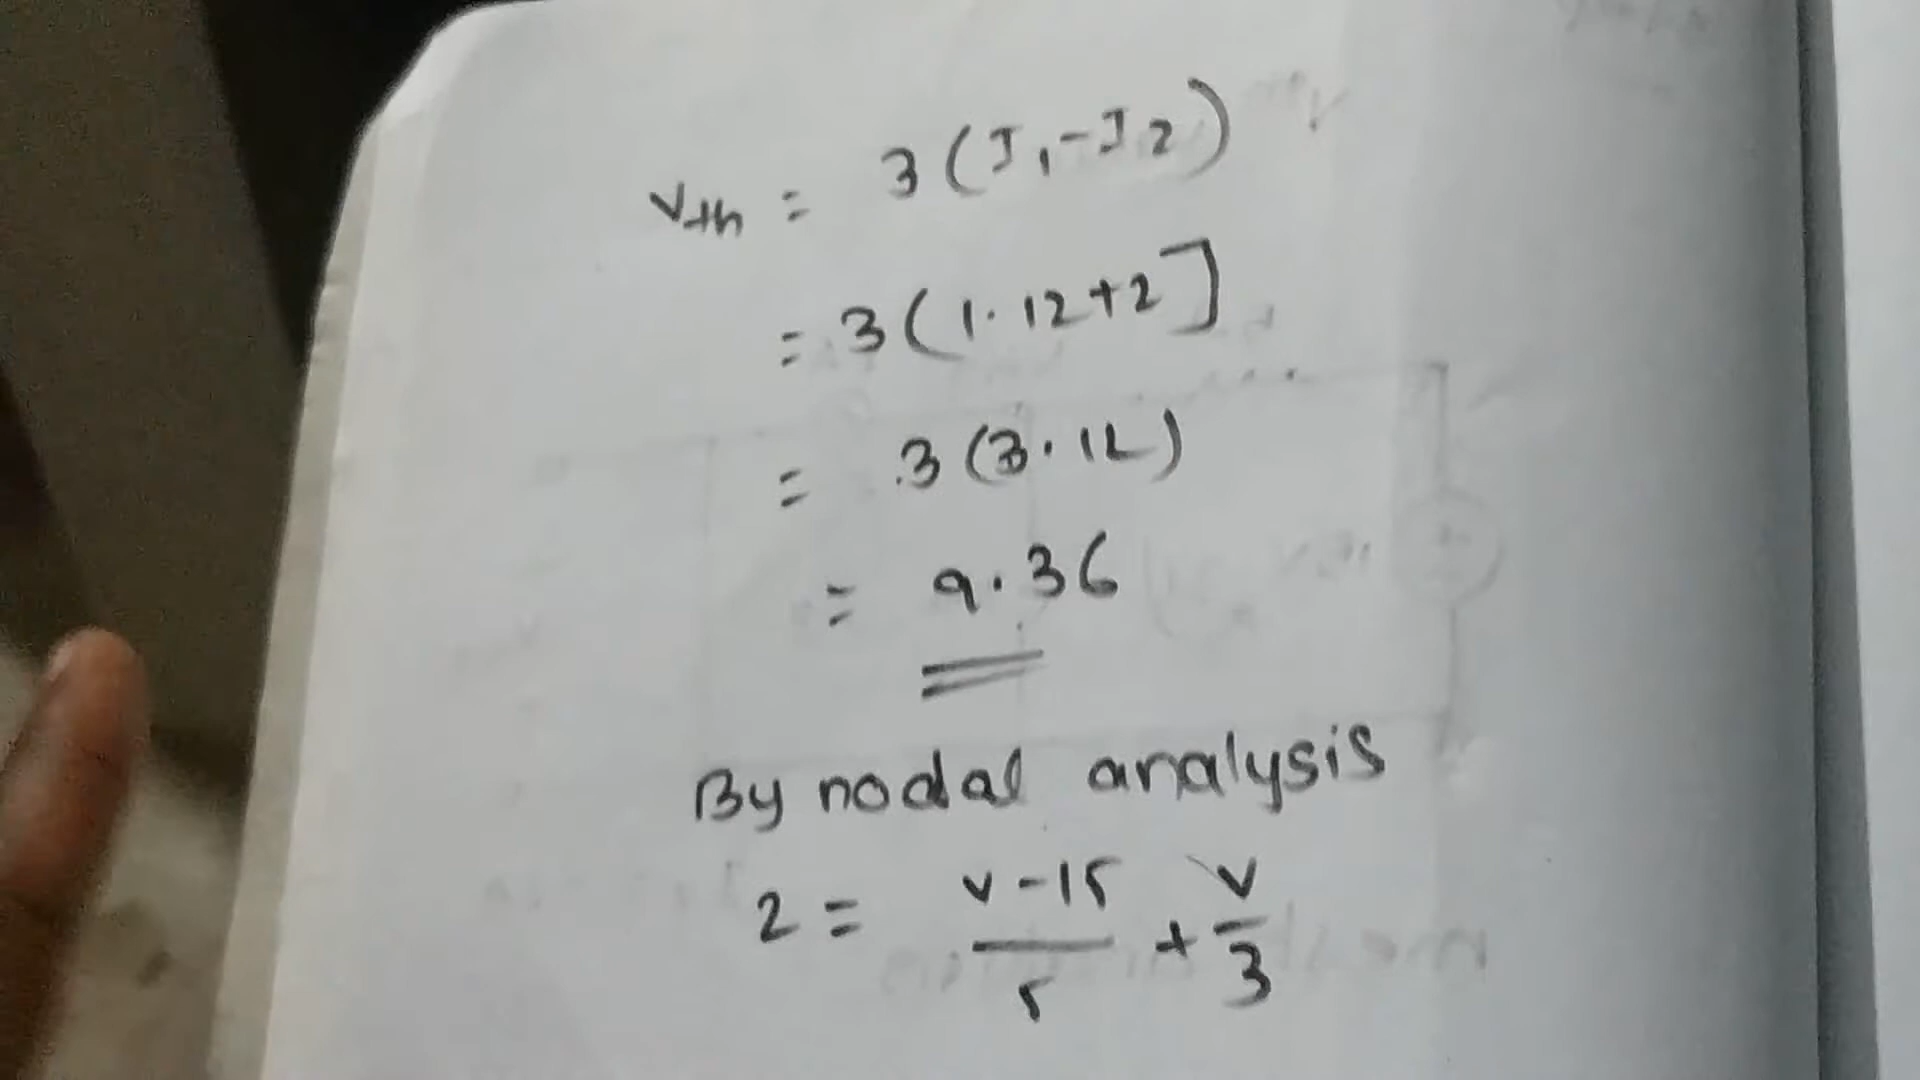 Vth = 3(I1-I2)
= 3(1.12+2]
= 3(3.12)
= 9.36
By nodal analysis
2 = v-15/5 + v/3